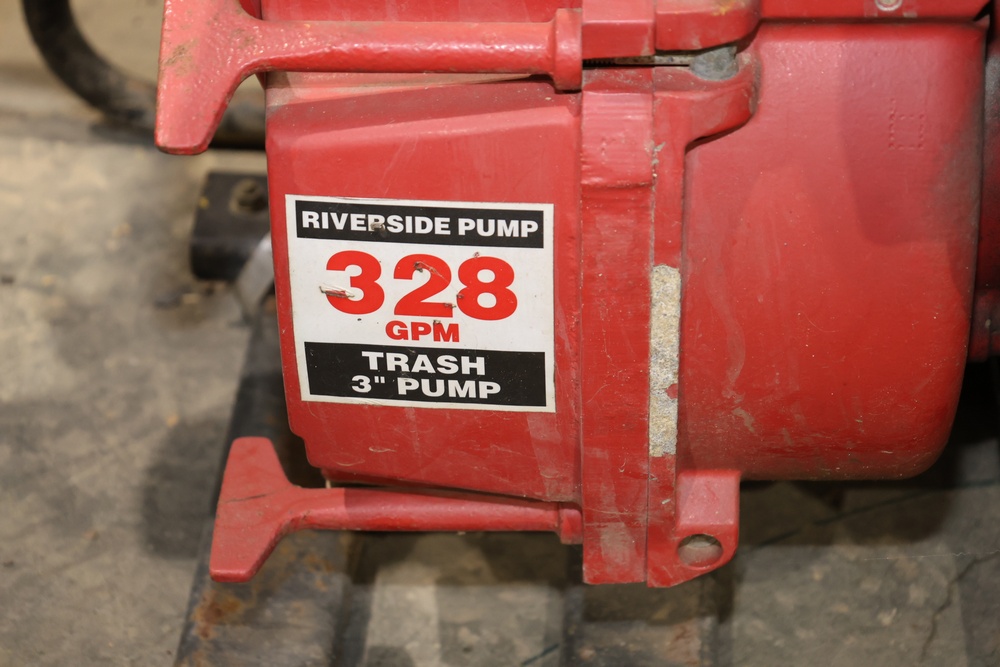 RIVERSIDE PUMP
328
GPM
TRASH
3" PUMP